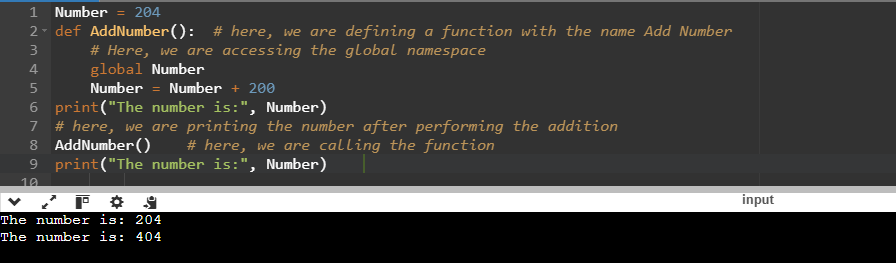 1 Number = 204
2 def AddNumber():  # here, we are defining a function with the name Add Number
3     # Here, we are accessing the global namespace
4     global Number
5     Number = Number + 200
6 print("The number is:", Number)
7 # here, we are printing the number after performing the addition
8 AddNumber()    # here, we are calling the function
9 print("The number is:", Number)
10
input
The number is: 204
The number is: 404